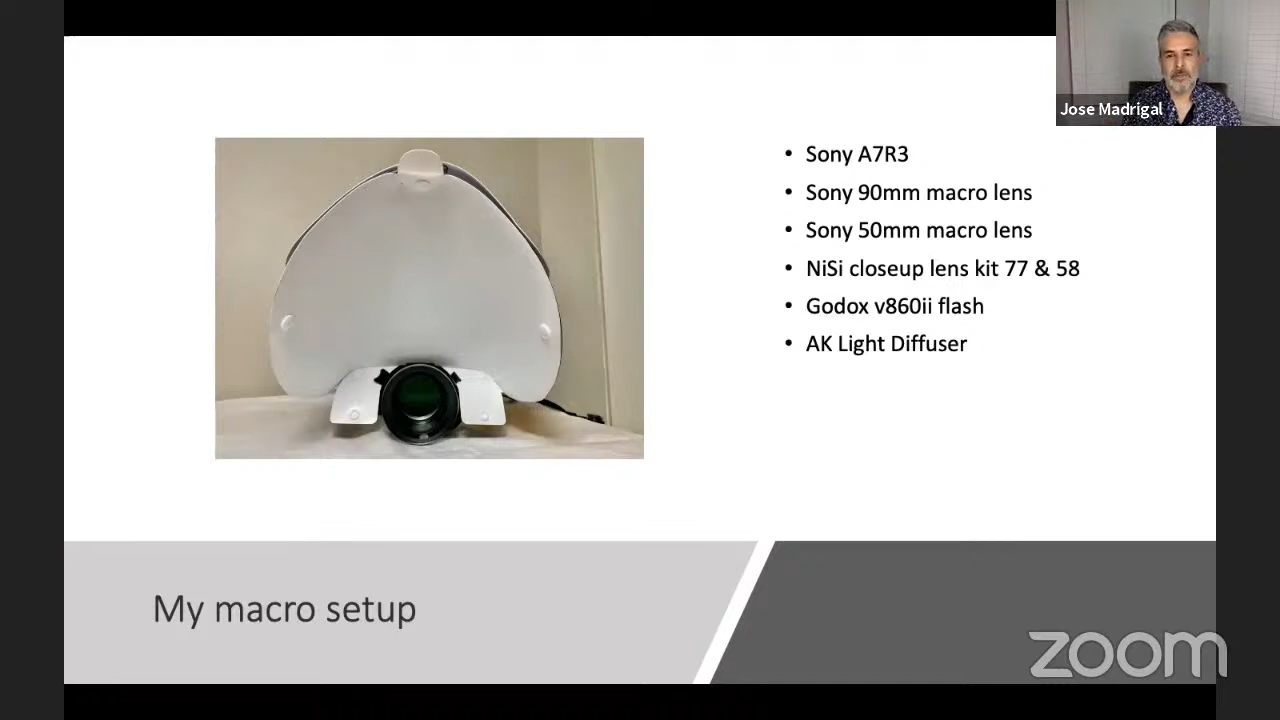 Jose Madrigal
• Sony A7R3
• Sony 90mm macro lens
• Sony 50mm macro lens
• NiSi closeup lens kit 77 & 58
• Godox v860ii flash
• AK Light Diffuser
My macro setup
zoom